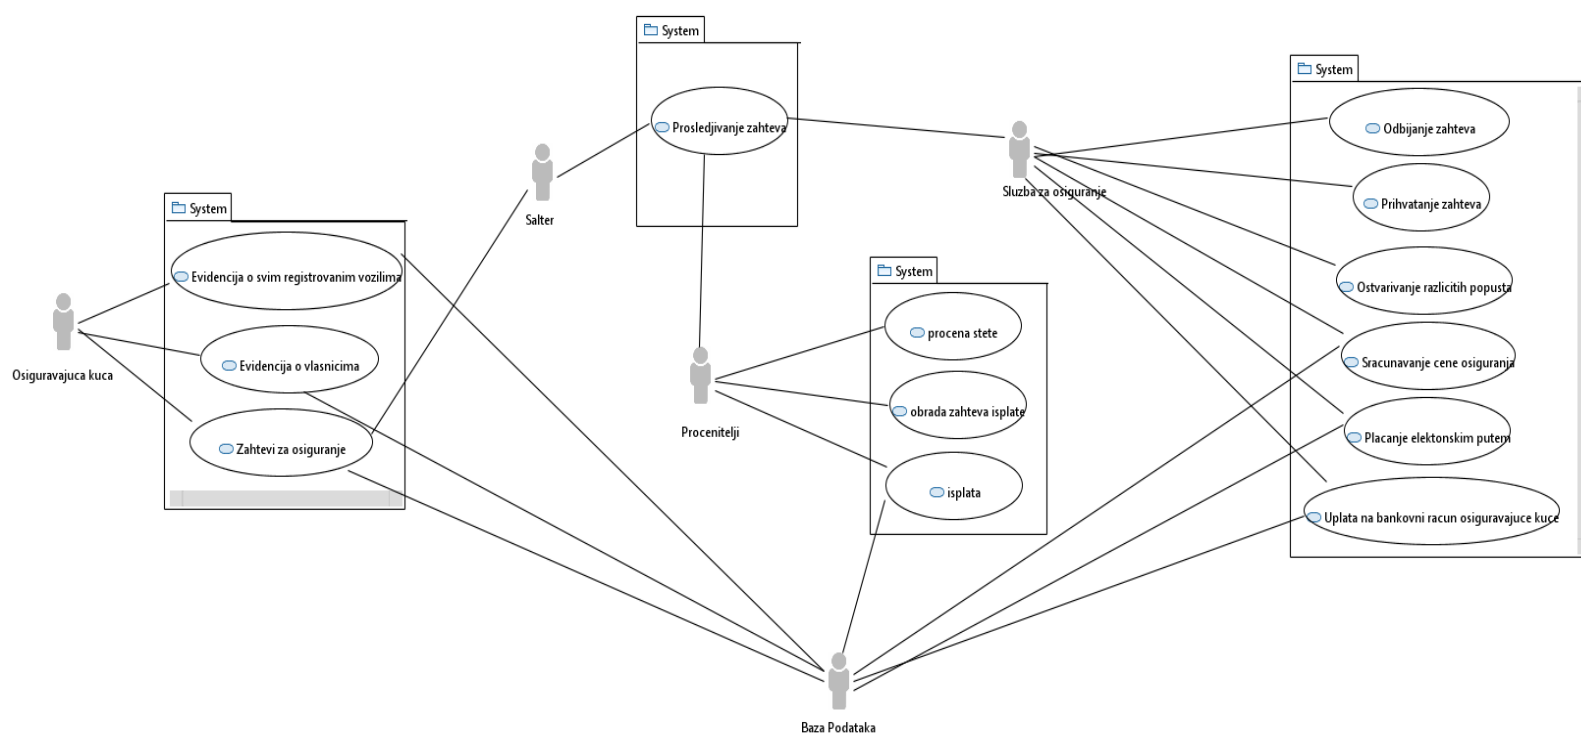 System
Prosledjivanje zahteva
Salter
Sluzba za osiguranje
System
Odbijanje zahteva
Prihvatanje zahteva
Ostvarivanje razlicitih popusta
Sracunavanje cene osiguranja
Placanje elektonskim putem
Uplata na bankovni racun osiguravajuce kuce
System
Evidencija o svim registrovanim vozilima
Evidencija o vlasnicima
Zahtevi za osiguranje
Osiguravajuca kuca
System
procena stete
obrada zahteva isplate
isplata
Procenitelji
Baza Podataka